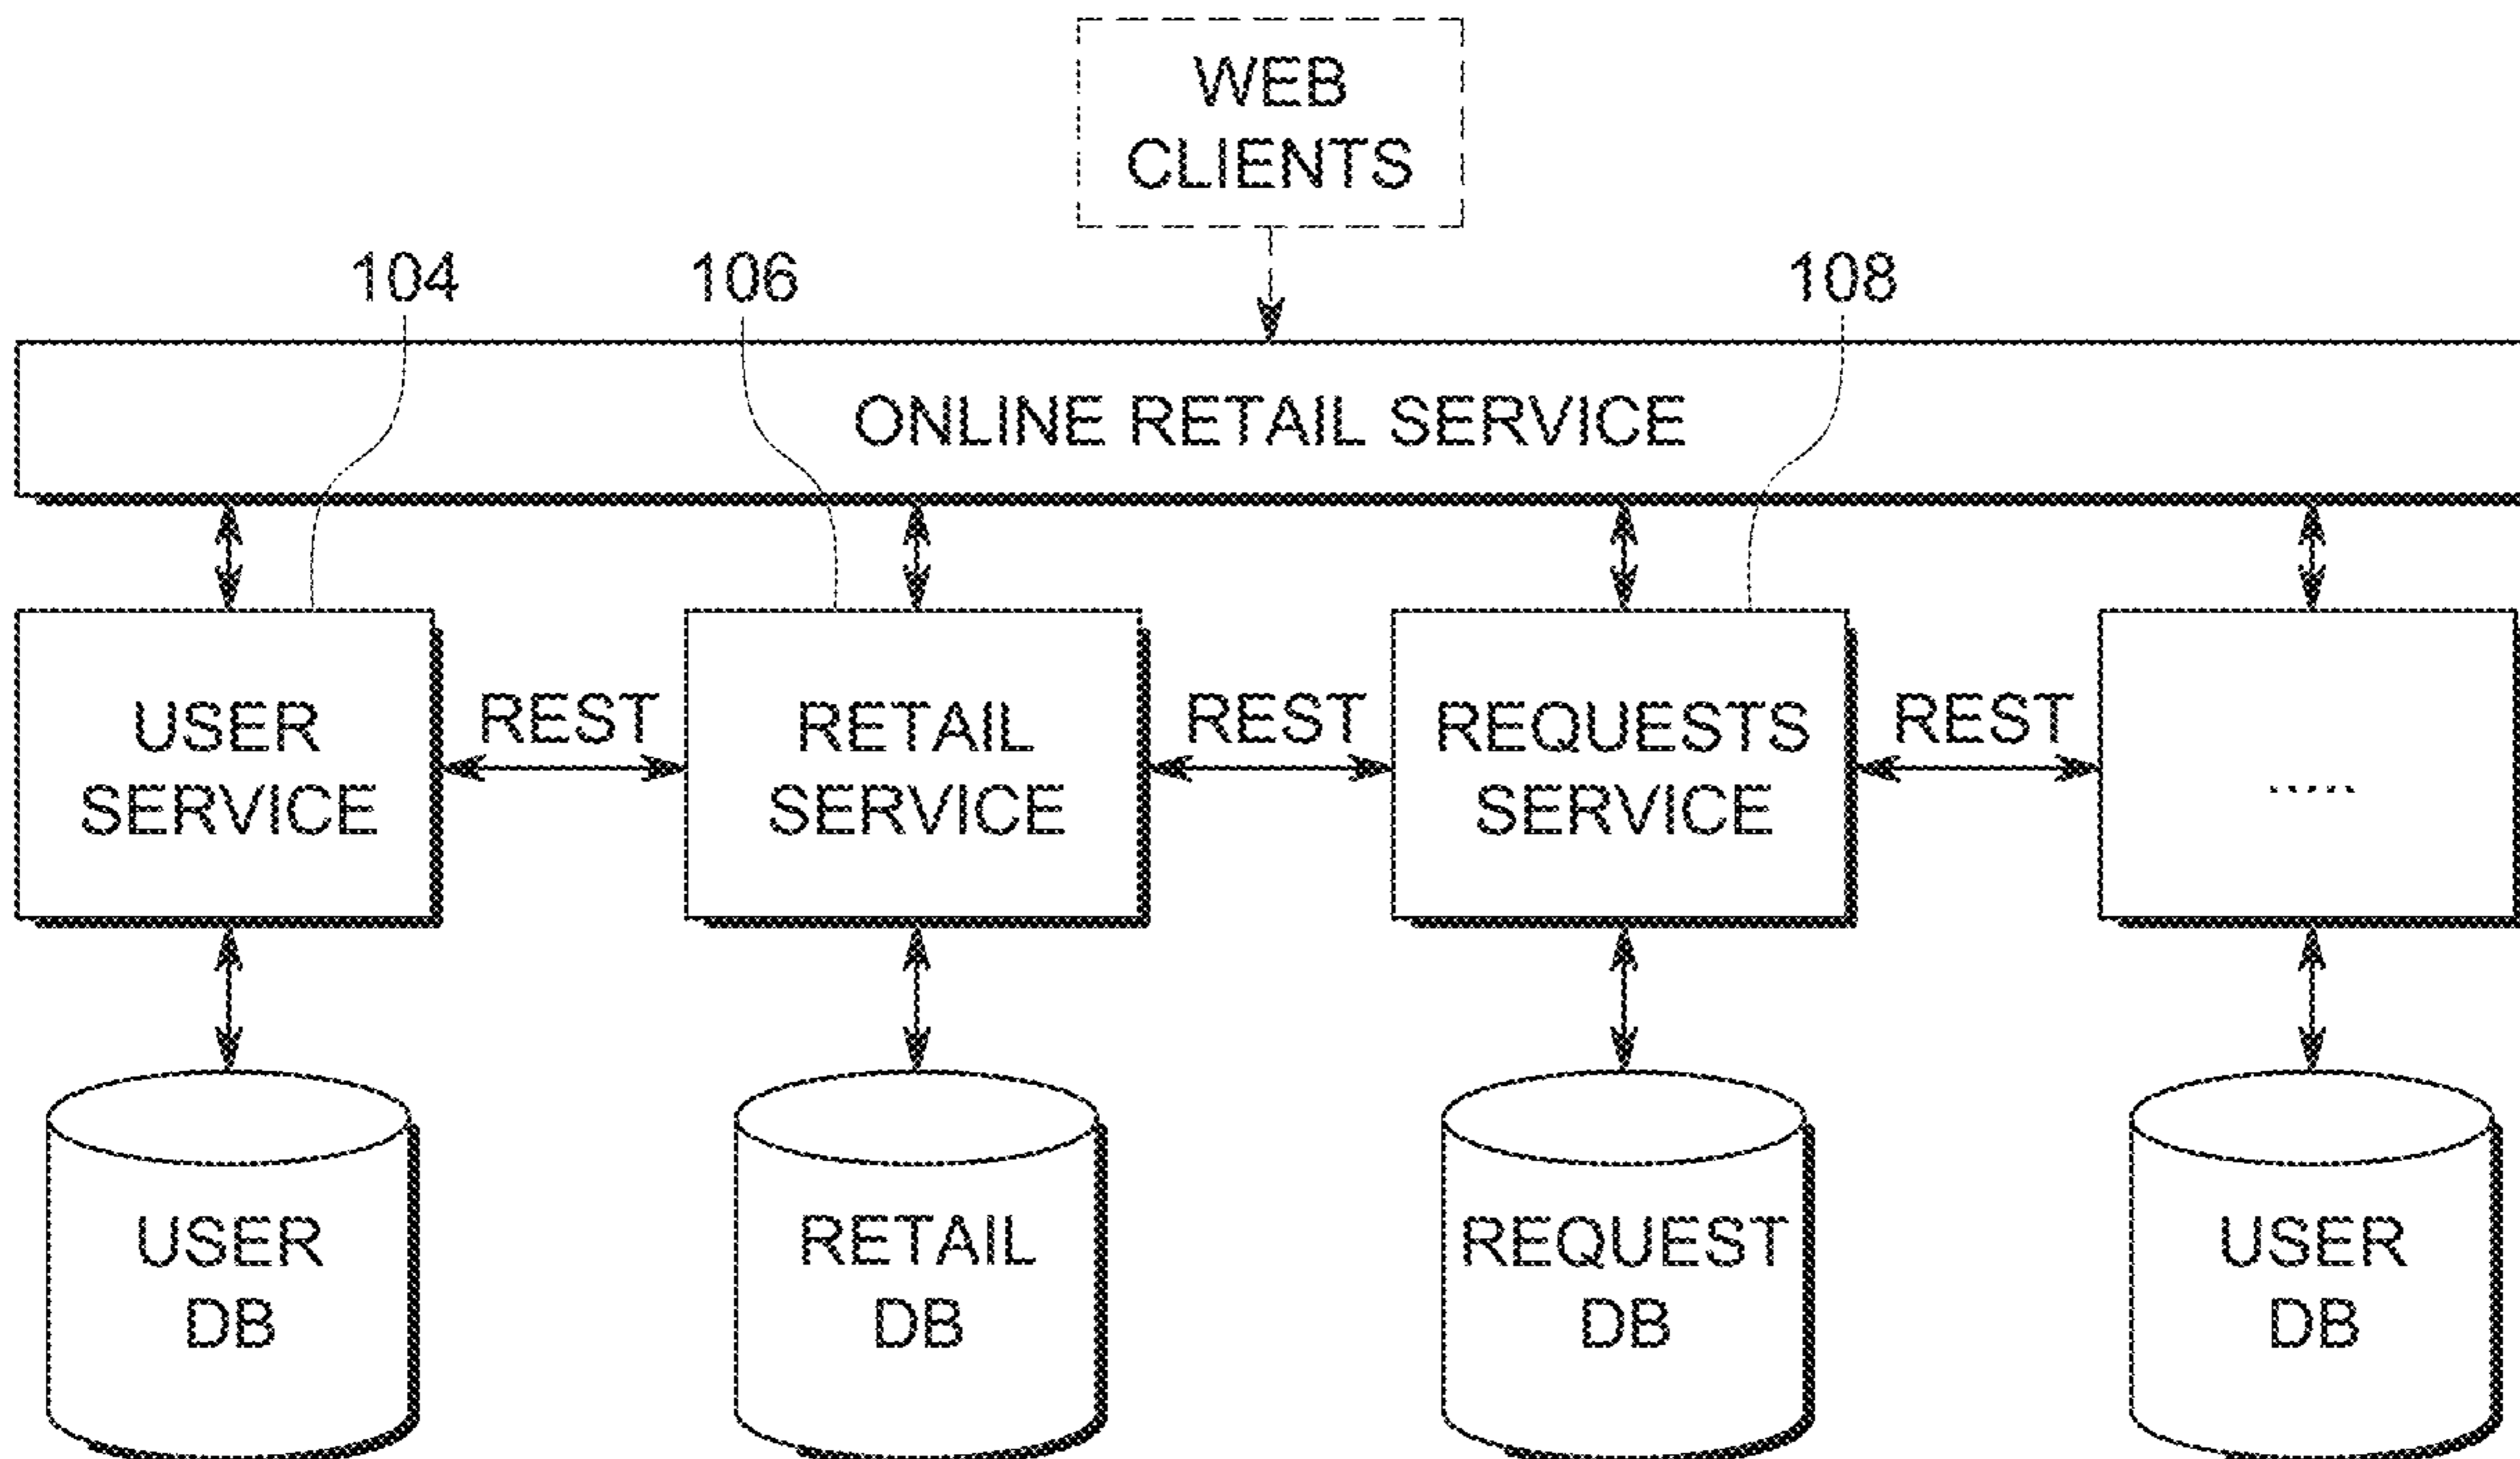 WEB
CLIENTS
104
106
108
ONLINE RETAIL SERVICE
USER
SERVICE
REST
RETAIL
SERVICE
REST
REQUESTS
SERVICE
REST
....
USER
DB
RETAIL
DB
REQUEST
DB
USER
DB